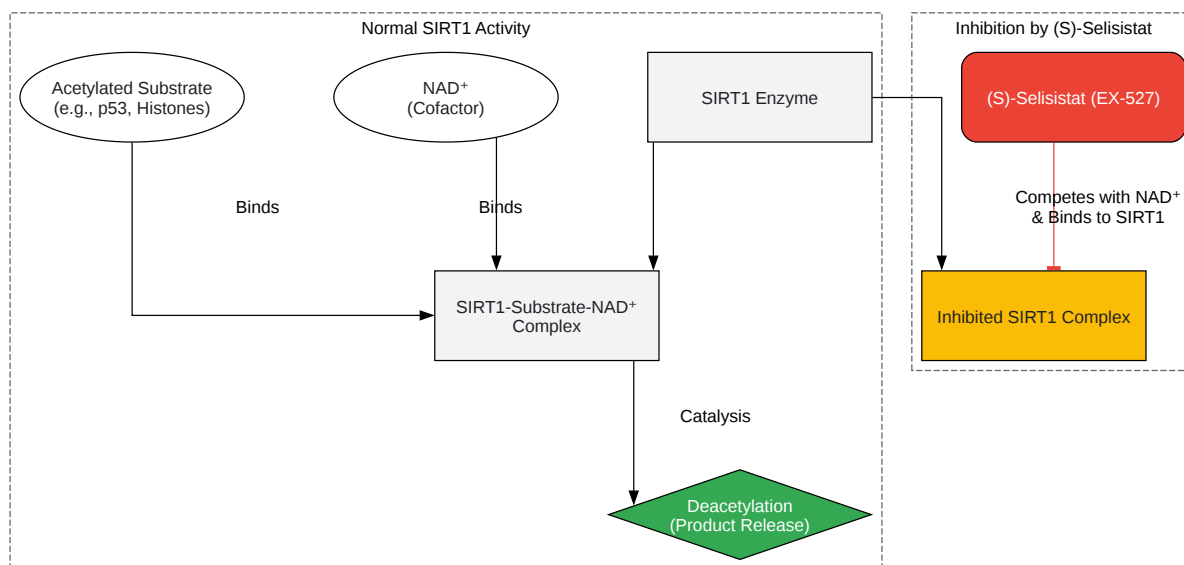 Normal SIRT1 Activity
Inhibition by (S)-Selisistat
Acetylated Substrate
(e.g., p53, Histones)
NAD⁺
(Cofactor)
SIRT1 Enzyme
(S)-Selisistat (EX-527)
Binds
Binds
Competes with NAD⁺
& Binds to SIRT1
SIRT1-Substrate-NAD⁺
Complex
Inhibited SIRT1 Complex
Catalysis
Deacetylation
(Product Release)